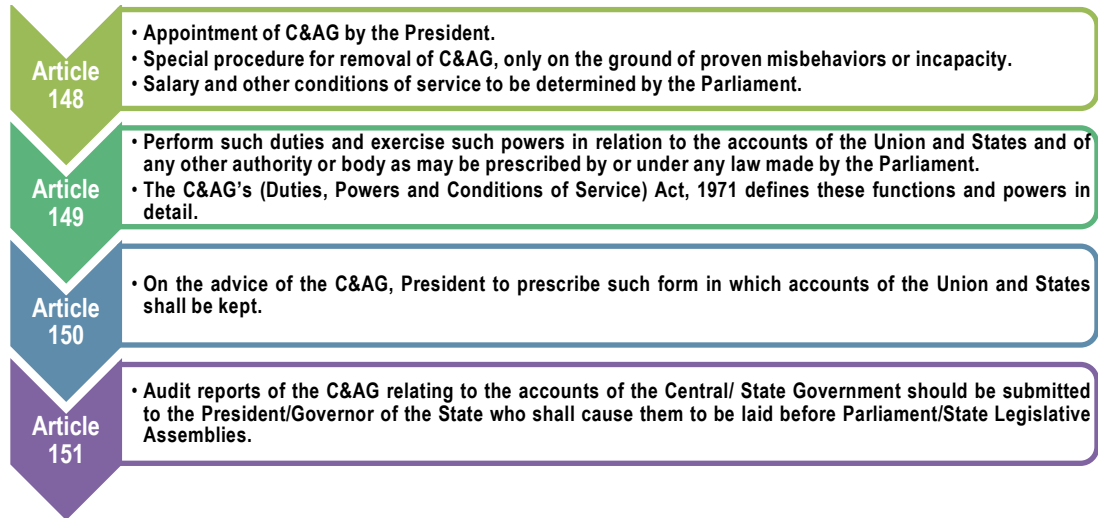 Article
148
• Appointment of C&AG by the President.
• Special procedure for removal of C&AG, only on the ground of proven misbehaviors or incapacity.
• Salary and other conditions of service to be determined by the Parliament.
Article
149
• Perform such duties and exercise such powers in relation to the accounts of the Union and States and of
any other authority or body as may be prescribed by or under any law made by the Parliament.
• The C&AG's (Duties, Powers and Conditions of Service) Act, 1971 defines these functions and powers in
detail.
Article
150
• On the advice of the C&AG, President to prescribe such form in which accounts of the Union and States
shall be kept.
Article
151
• Audit reports of the C&AG relating to the accounts of the Central/ State Government should be submitted
to the President/Governor of the State who shall cause them to be laid before Parliament/State Legislative
Assemblies.